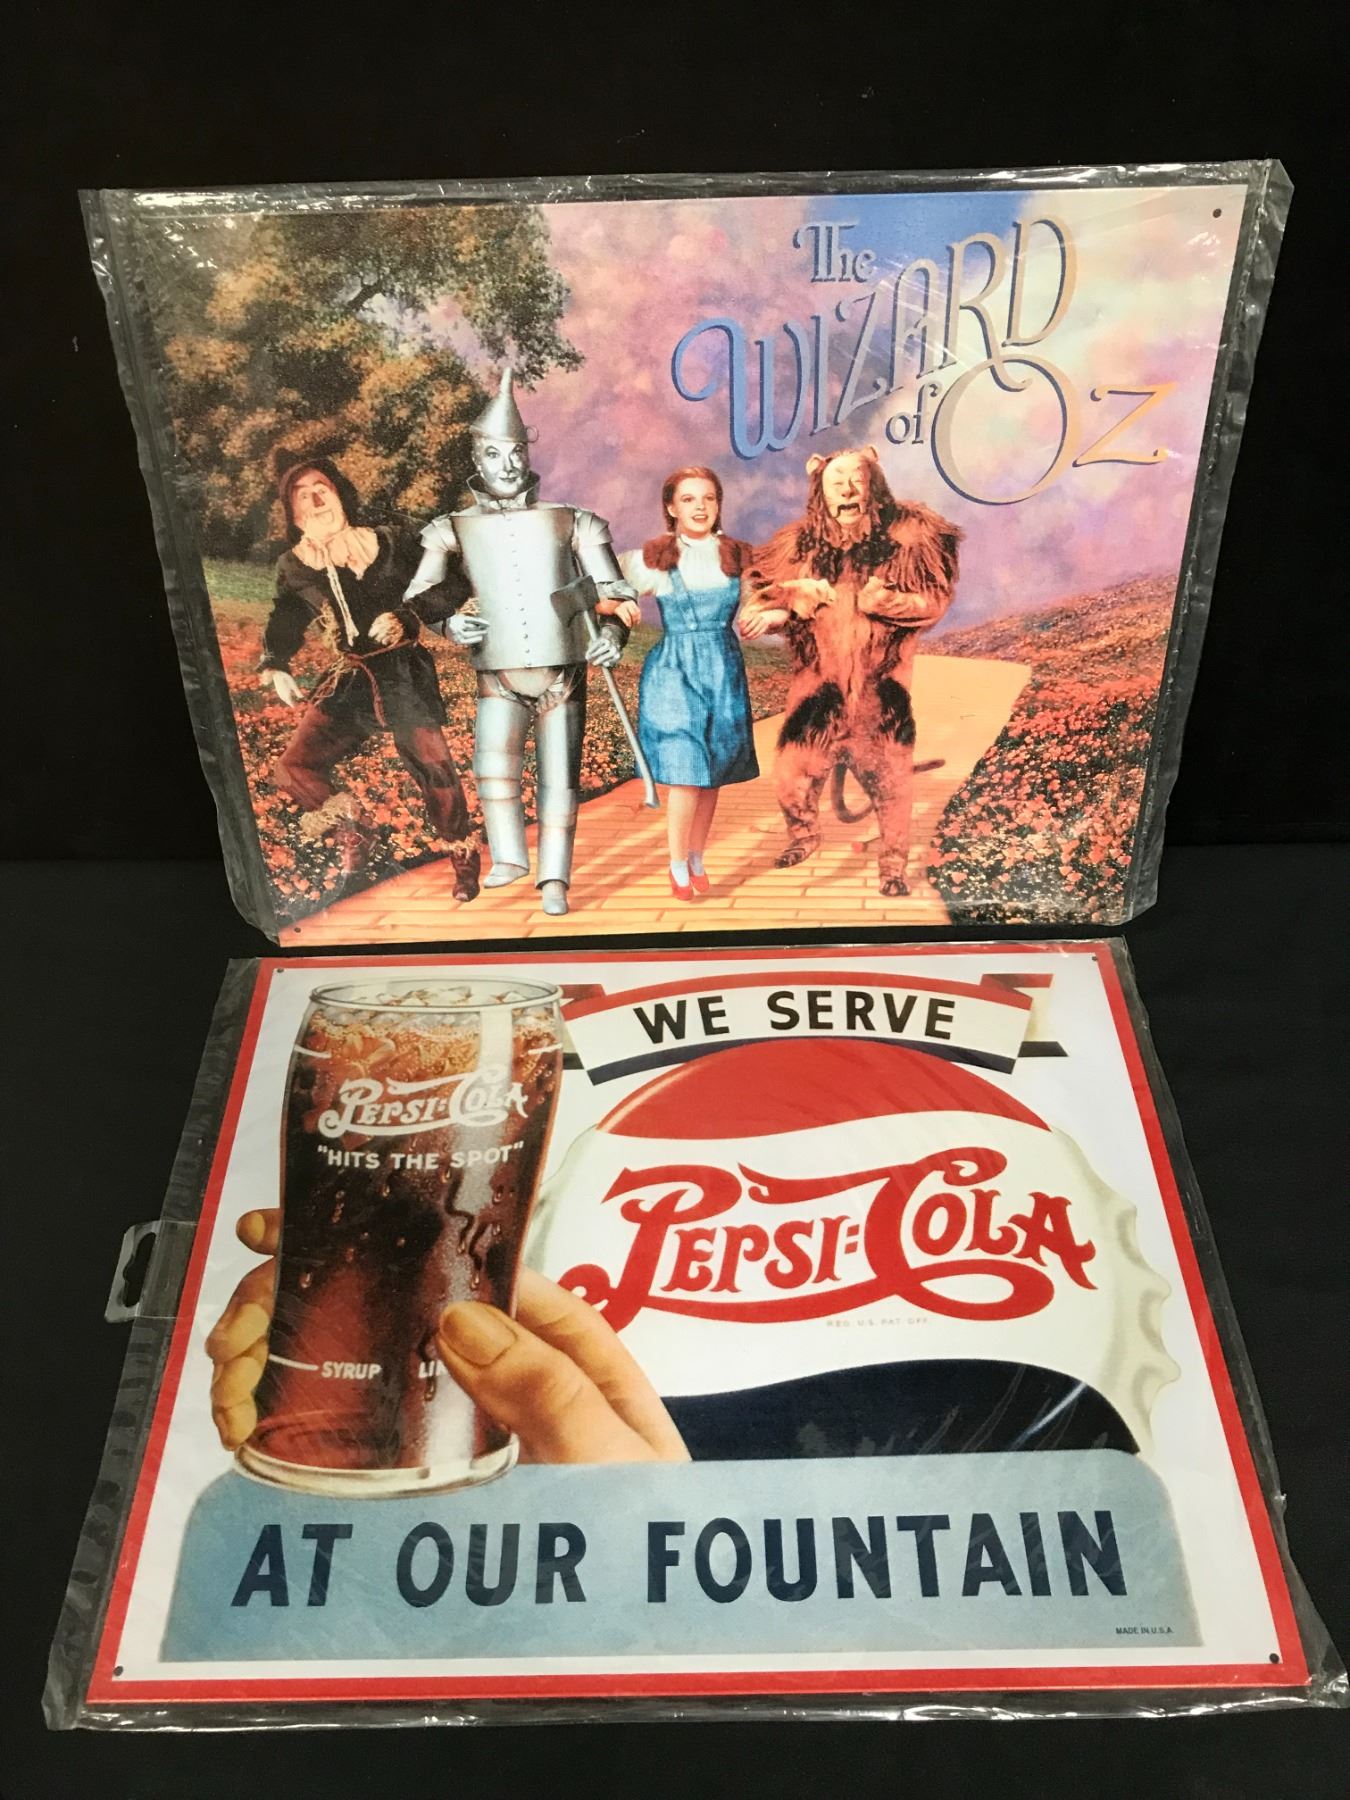 The
WIZARD
of OZ
WE SERVE
PEPSI:COLA
"HITS THE SPOT"
PEPSI:COLA
REG. U.S. PAT. OFF.
SYRUP
AT OUR FOUNTAIN
MADE IN U.S.A.